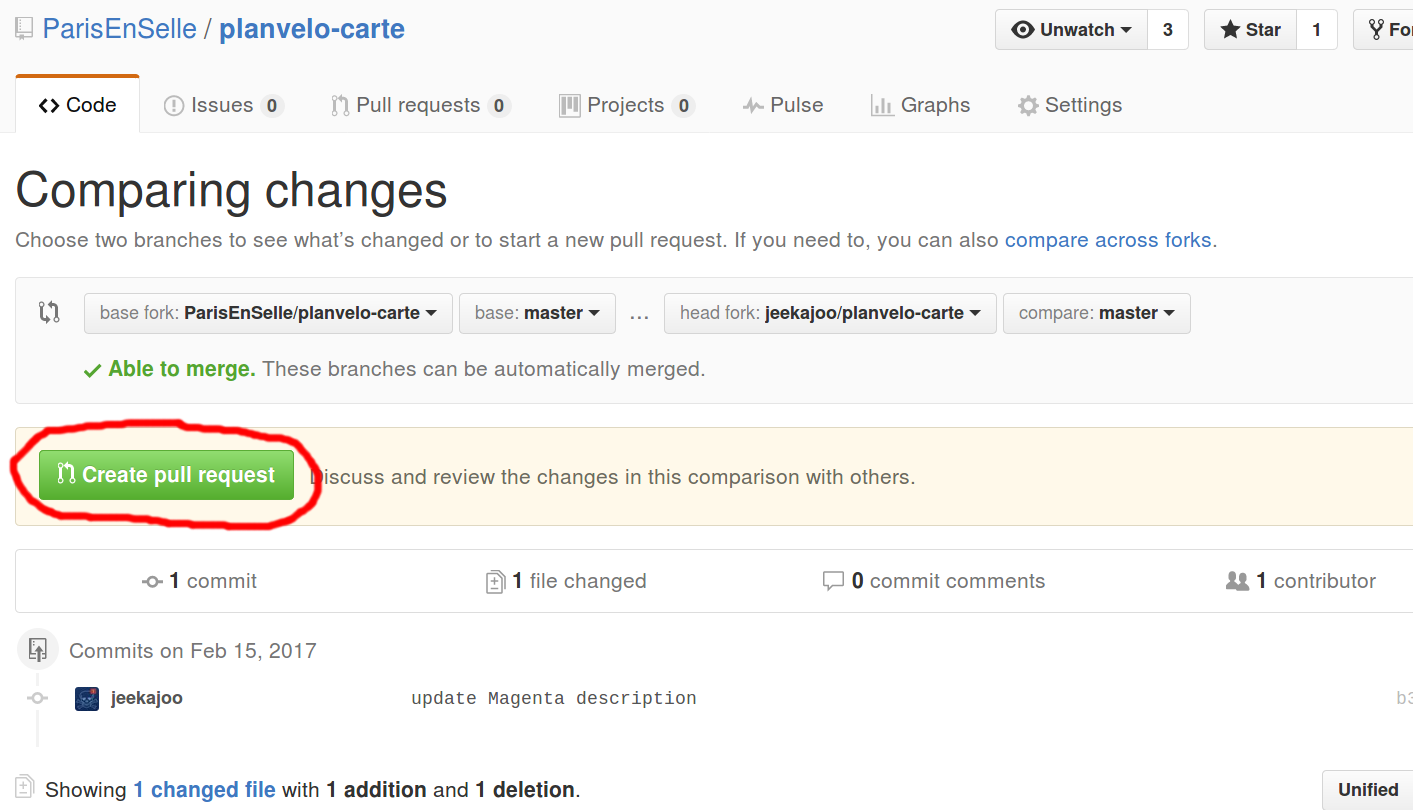 ParisEnSelle / planvelo-carte
Unwatch 3 Star 1
Code Issues 0 Pull requests 0 Projects 0 Pulse Graphs Settings
Comparing changes
Choose two branches to see what's changed or to start a new pull request. If you need to, you can also compare across forks.
base fork: ParisEnSelle/planvelo-carte base: master ... head fork: jeekajoo/planvelo-carte compare: master
Able to merge. These branches can be automatically merged.
Create pull request Discuss and review the changes in this comparison with others.
1 commit 1 file changed 0 commit comments 1 contributor
Commits on Feb 15, 2017
jeekajoo update Magenta description
Showing 1 changed file with 1 addition and 1 deletion.
Unified